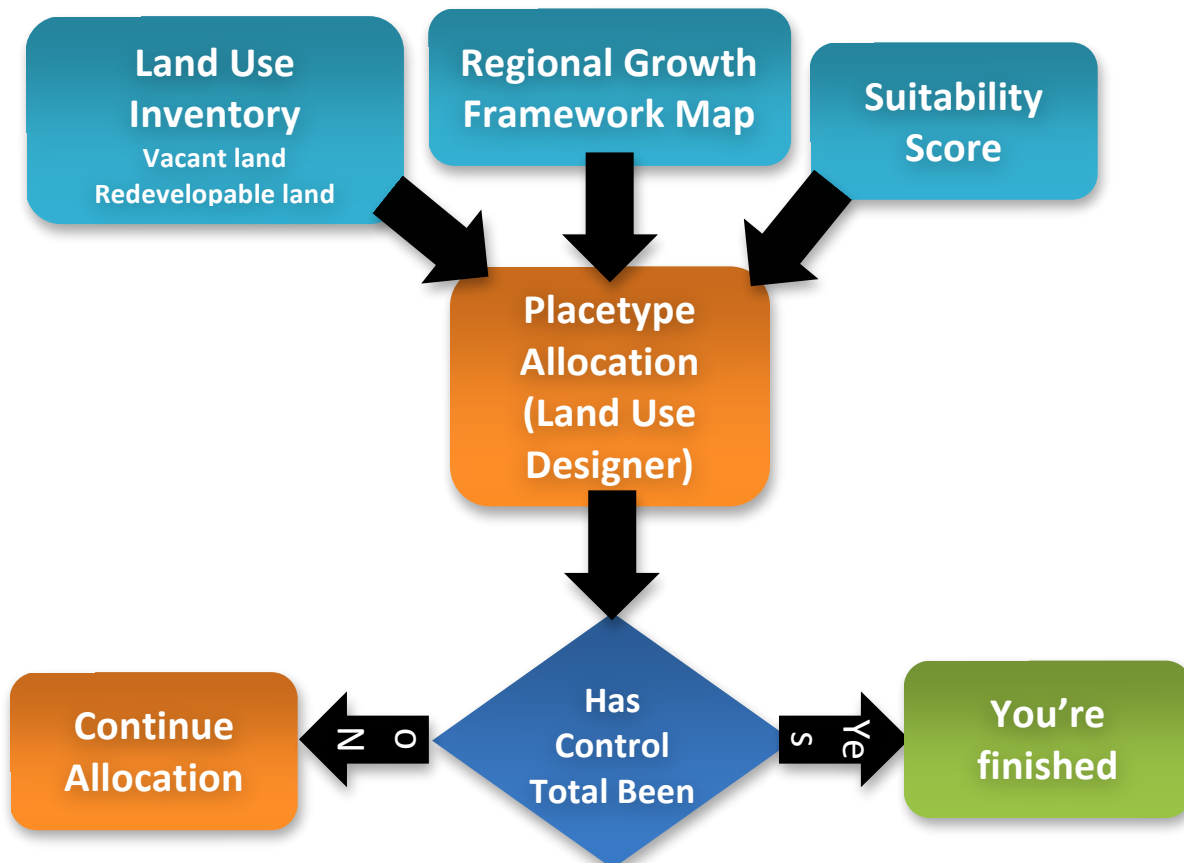 Land Use
Inventory
Vacant land
Redevelopable land
Regional Growth
Framework Map
Suitability
Score
Placetype
Allocation
(Land Use
Designer)
Has
Control
Total Been
No
Yes
Continue
Allocation
You’re
finished